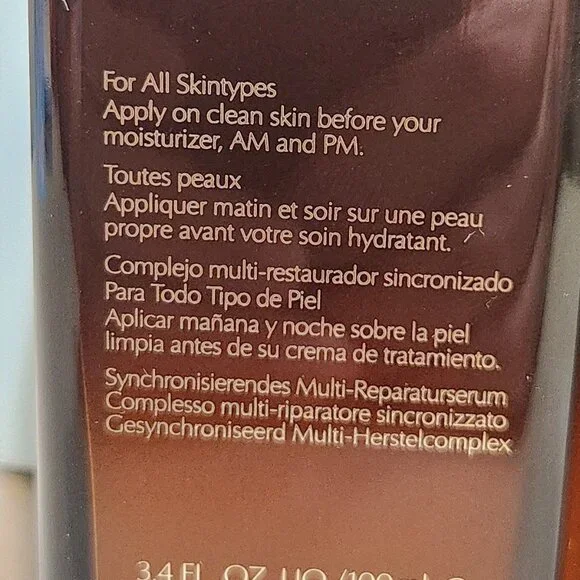 For All Skintypes
Apply on clean skin before your
moisturizer, AM and PM.
Toutes peaux
Appliquer matin et soir sur une peau
propre avant votre soin hydratant.
Complejo multi-restaurador sincronizado
Para Todo Tipo de Piel
Aplicar mañana y noche sobre la piel
limpia antes de su crema de tratamiento.
Synchronisierendes Multi-Reparaturserum
Complesso multi-riparatore sincronizzato
Gesynchroniseerd Multi-Herstelcomplex
3.4 FL. OZ. LIQ./100